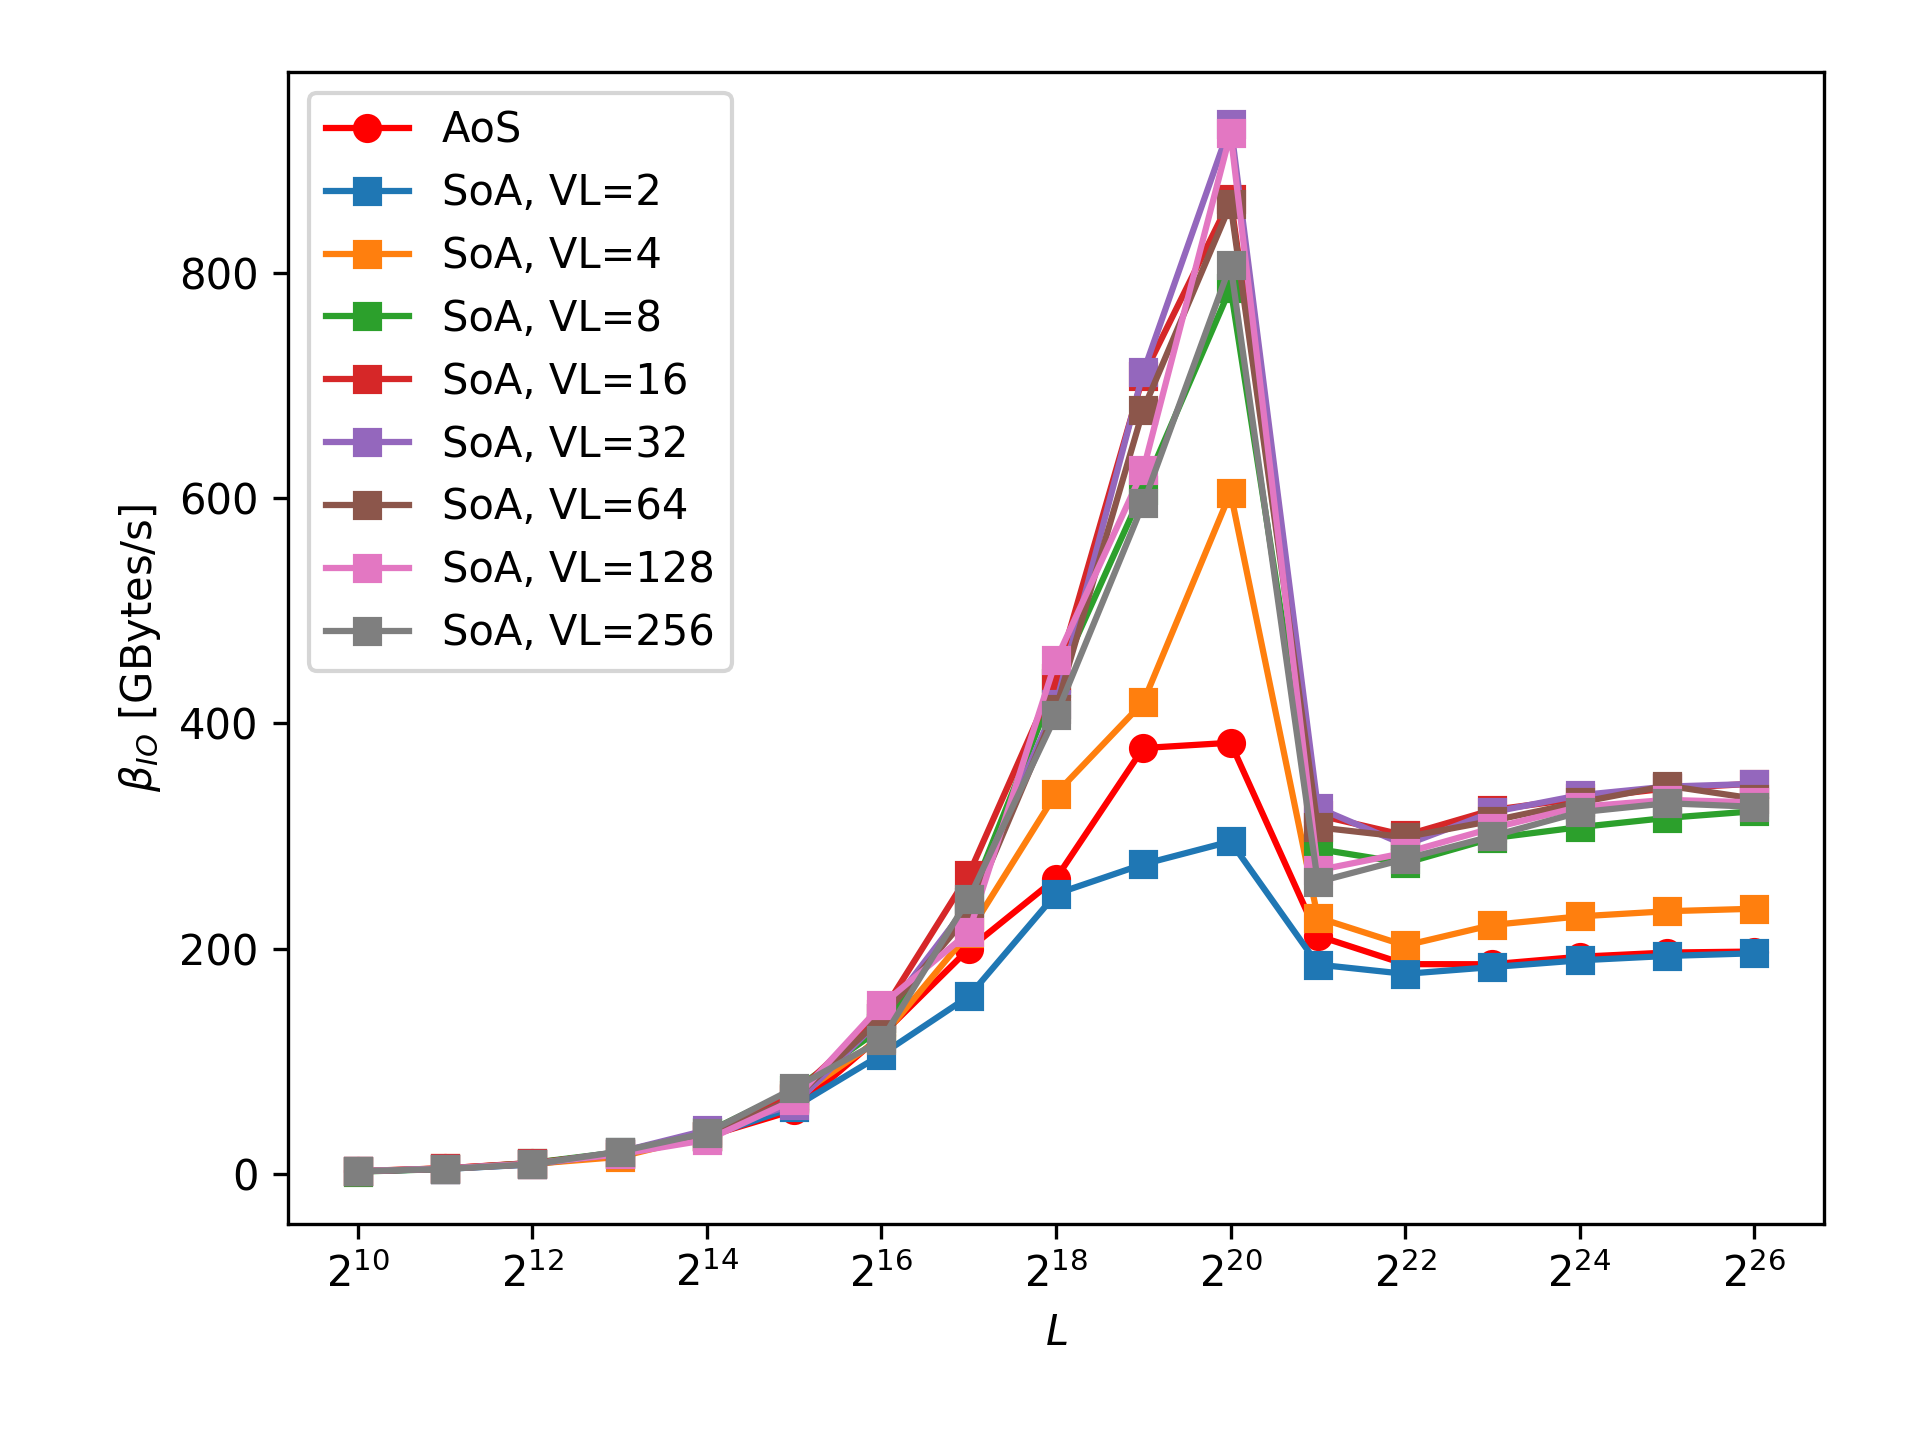 AoS
SoA, VL=2
SoA, VL=4
SoA, VL=8
SoA, VL=16
SoA, VL=32
SoA, VL=64
SoA, VL=128
SoA, VL=256
β_IO [GBytes/s]
800
600
400
200
0
2^10 2^12 2^14 2^16 2^18 2^20 2^22 2^24 2^26
L